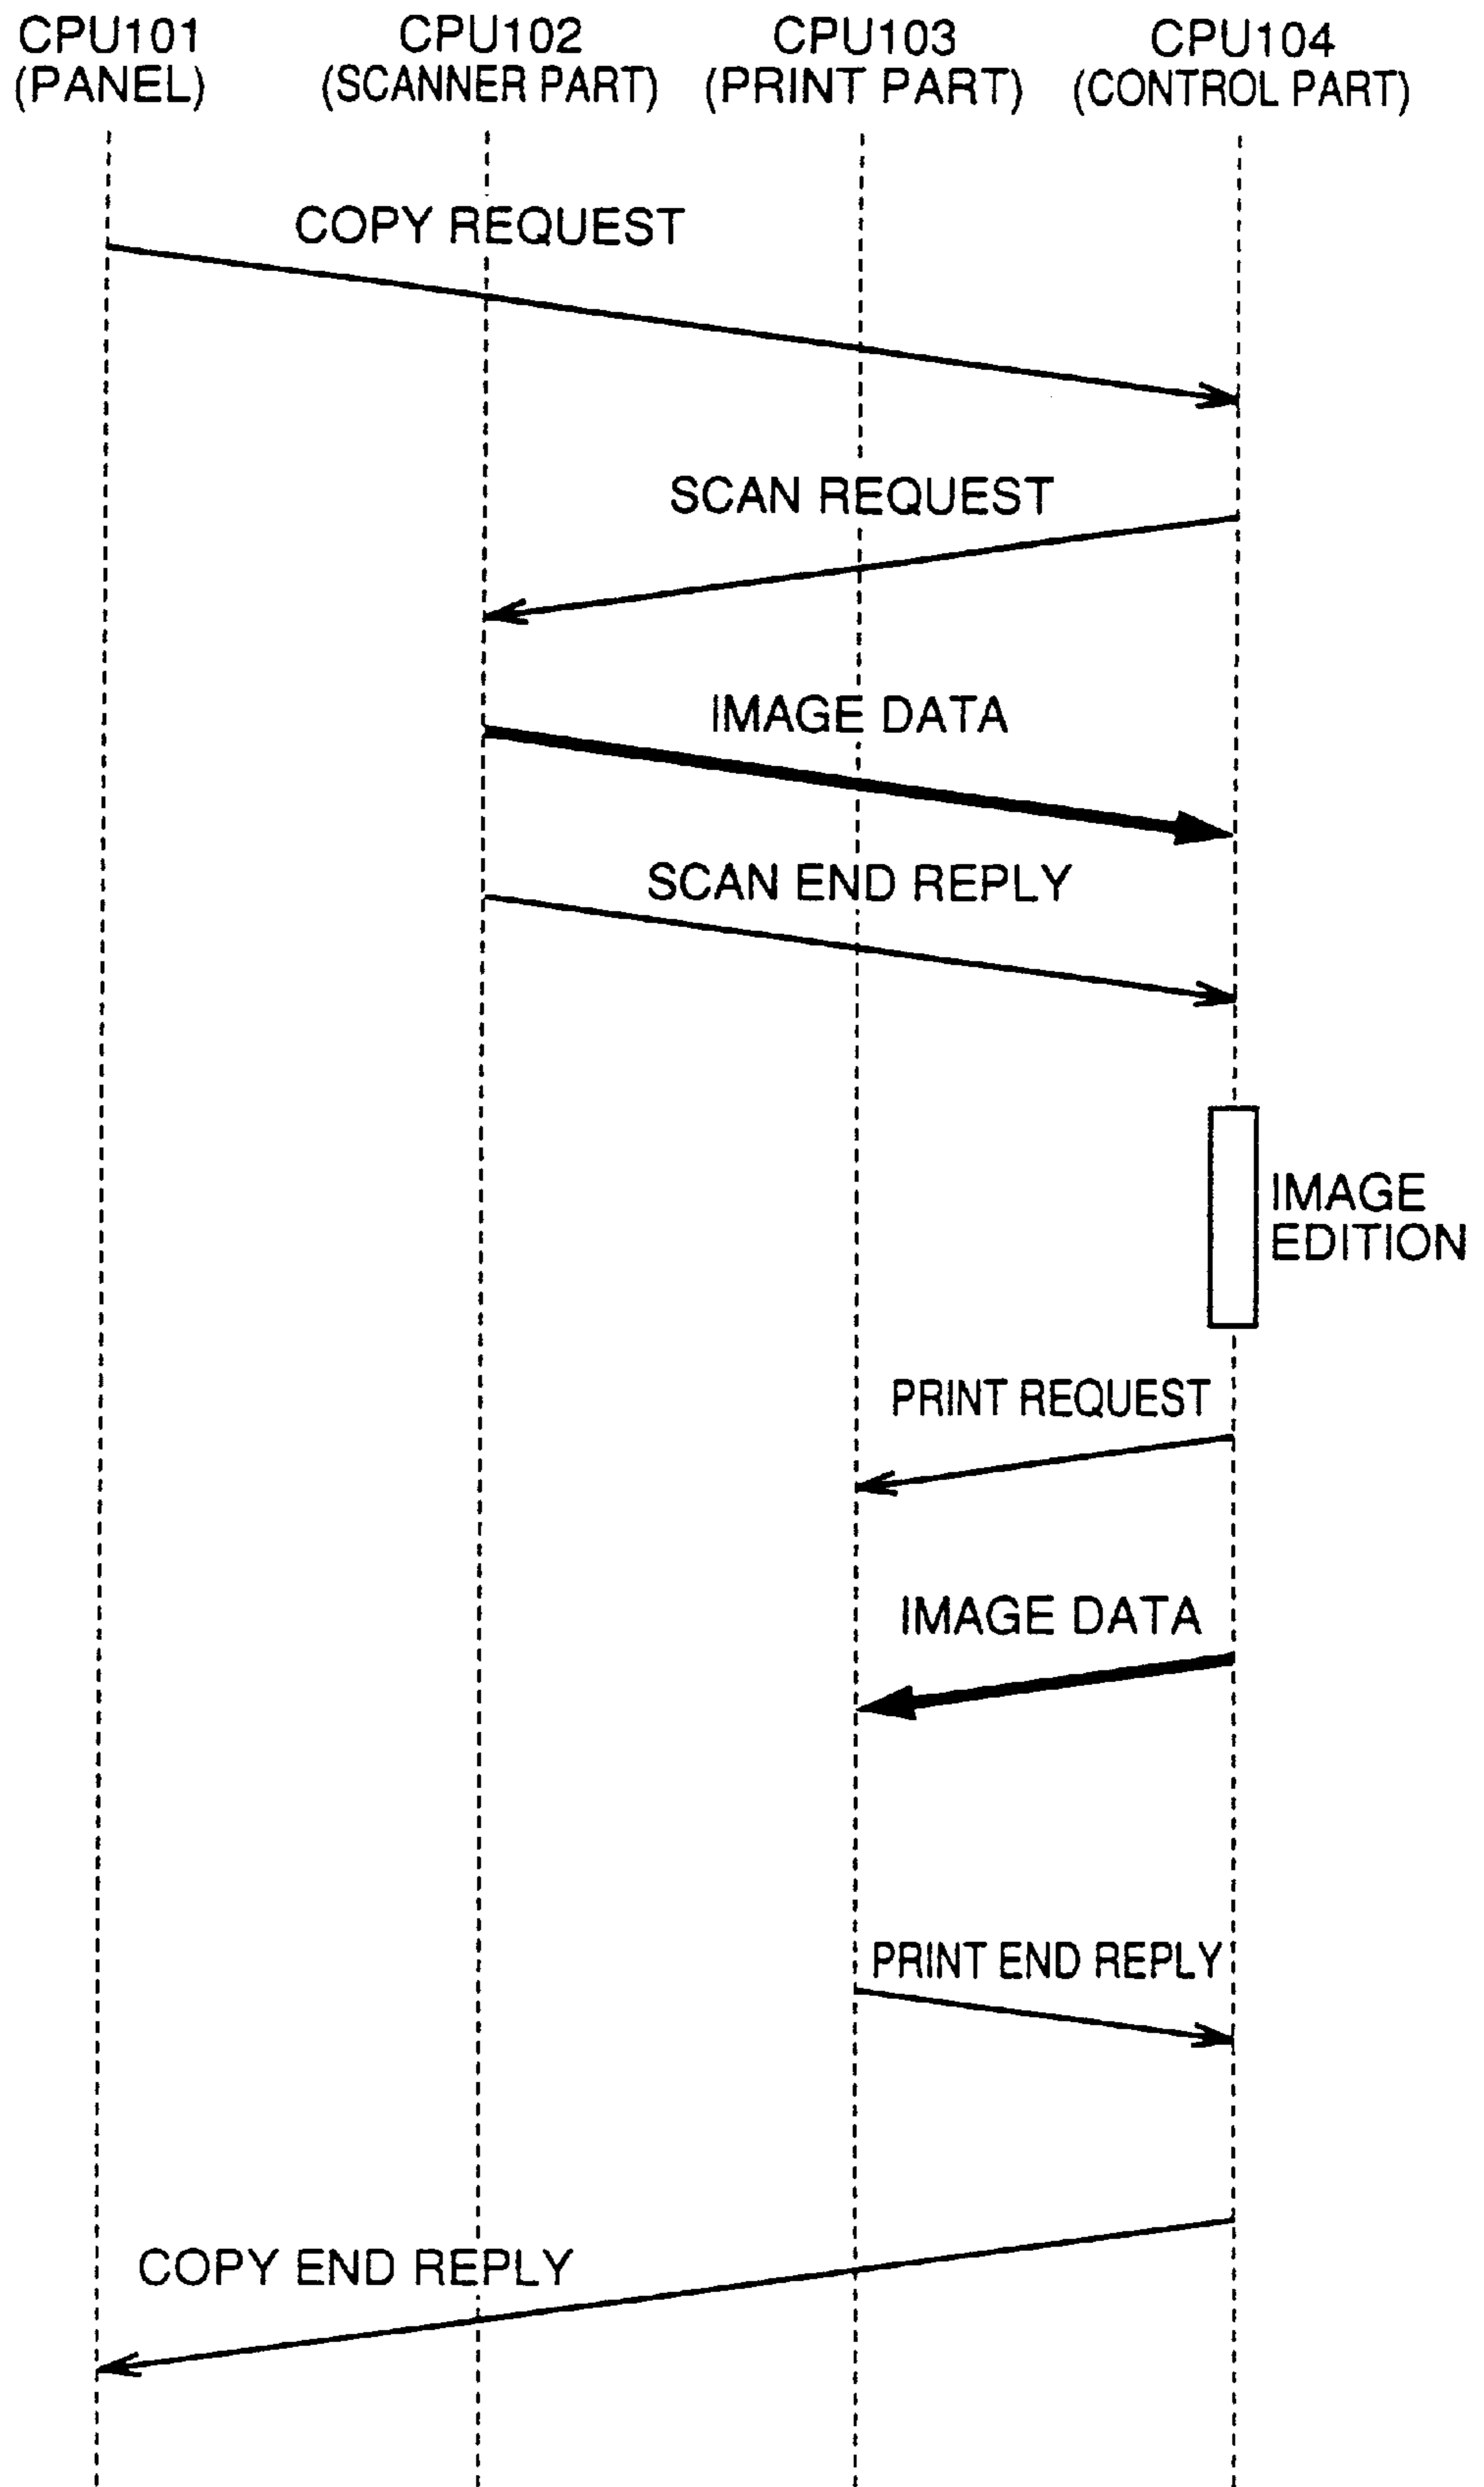 CPU101
(PANEL)
CPU102
(SCANNER PART)
CPU103
(PRINT PART)
CPU104
(CONTROL PART)
COPY REQUEST
SCAN REQUEST
IMAGE DATA
SCAN END REPLY
IMAGE
EDITION
PRINT REQUEST
IMAGE DATA
PRINT END REPLY
COPY END REPLY